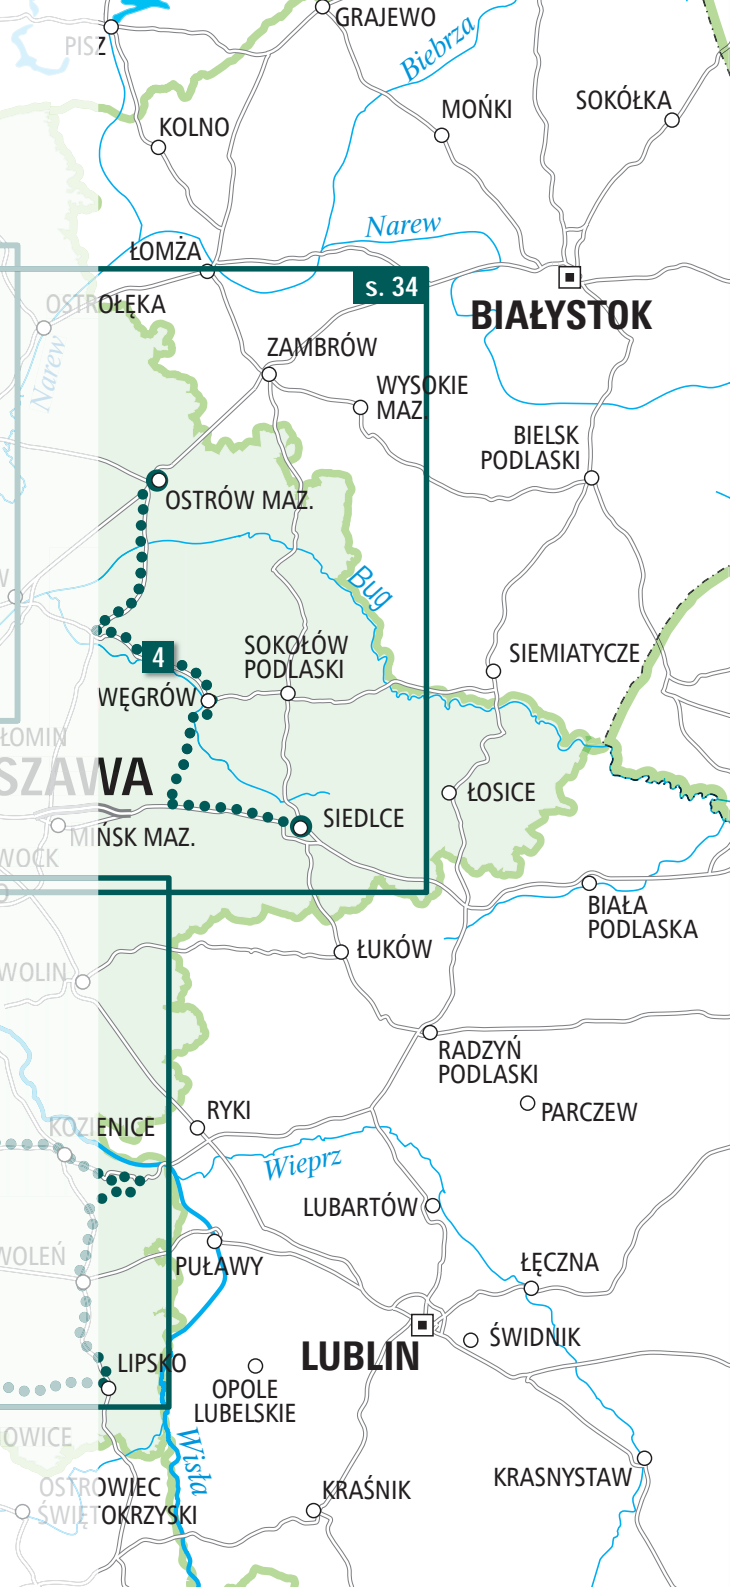 GRAJEWO
PISZ
Biebrza
MOŃKI
SOKÓŁKA
KOLNO
Narew
ŁOMŻA
s. 34
OSTROŁĘKA
BIAŁYSTOK
Narew
ZAMBRÓW
WYSOKIE
MAZ.
BIELSK
PODLASKI
OSTRÓW MAZ.
W
Bug
SOKOŁÓW
PODLASKI
4
SIEMIATYCZE
WĘGRÓW
ŁOMIN
SZAWA
ŁOSICE
SIEDLCE
MIŃSK MAZ.
WOCK
O
BIAŁA
PODLASKA
ŁUKÓW
WOLIN
RADZYŃ
PODLASKI
PARCZEW
RYKI
KOZIENICE
Wieprz
LUBARTÓW
WOLEŃ
PUŁAWY
ŁĘCZNA
ŚWIDNIK
LUBLIN
LIPSKO
OPOLE
LUBELSKIE
OWICE
Wisła
KRASNYSTAW
OSTROWIEC
ŚWIĘTOKRZYSKI
KRAŚNIK